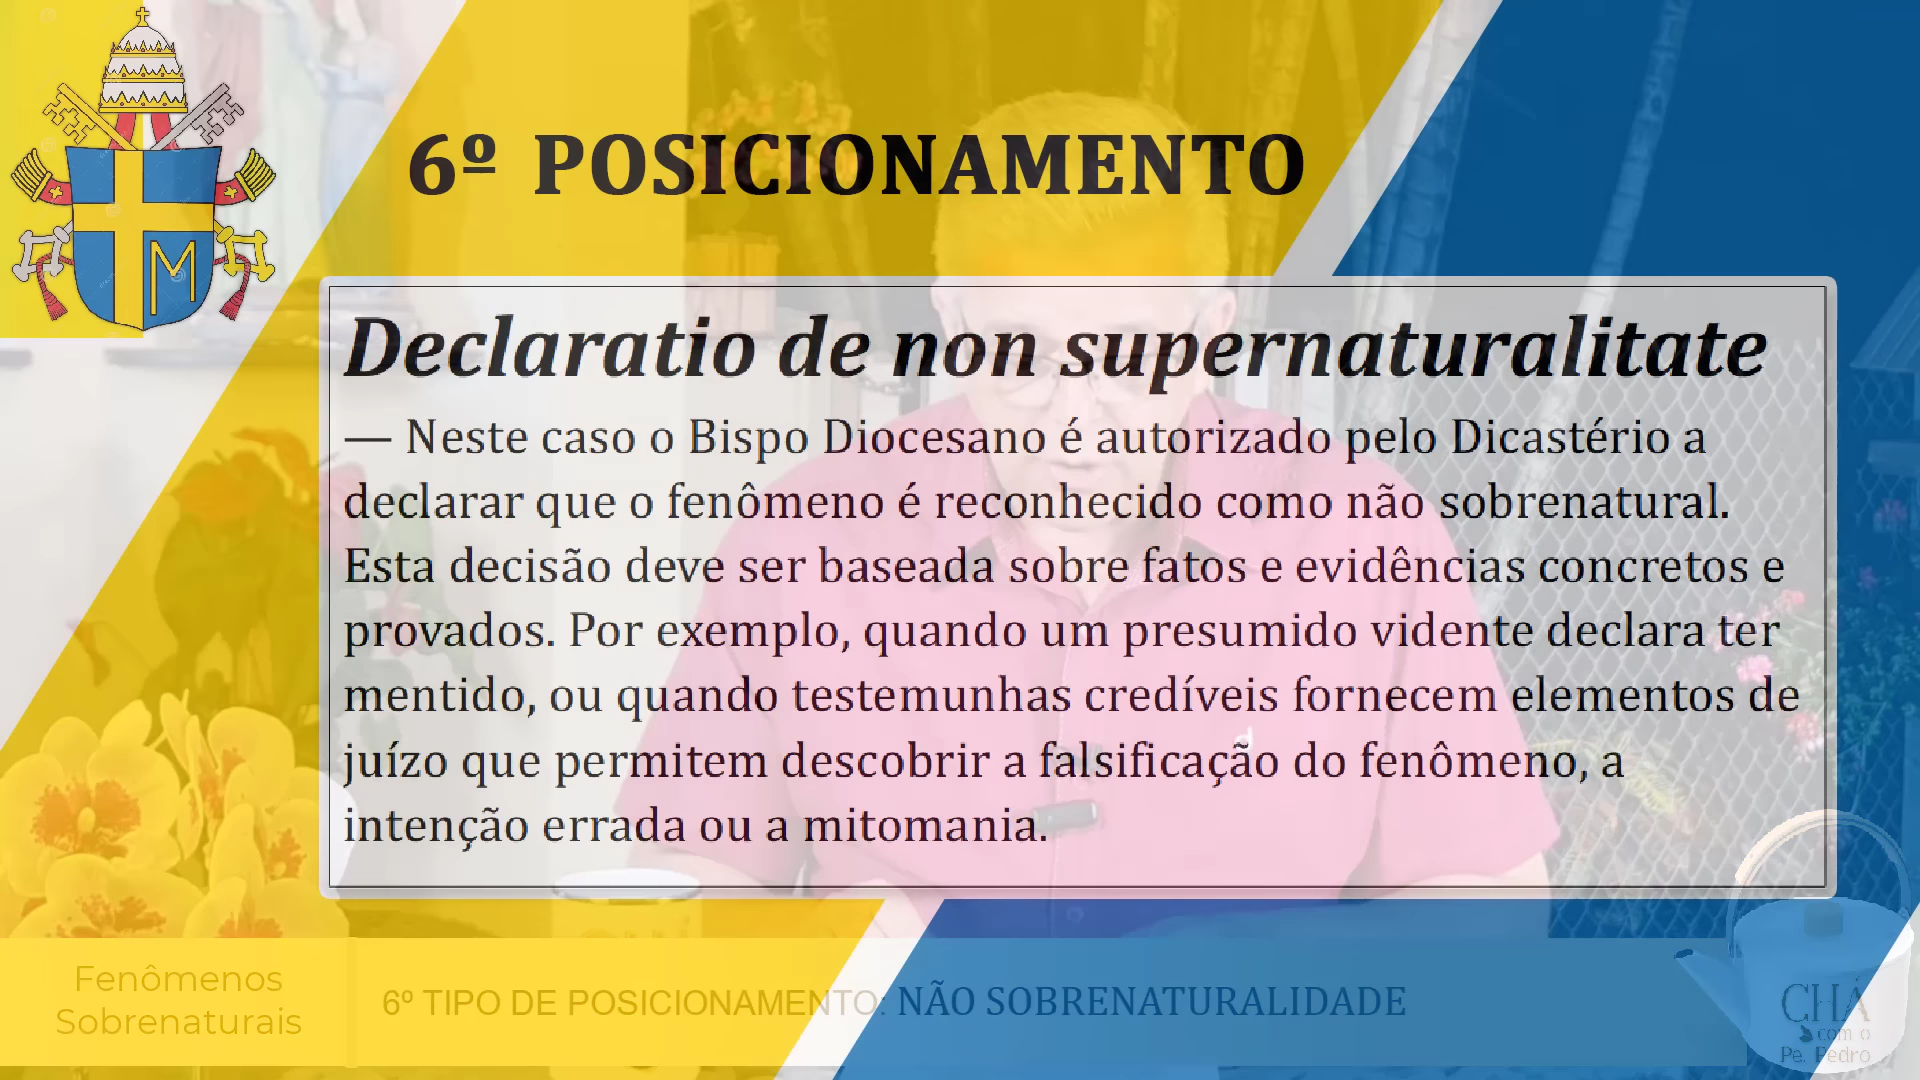 6º POSICIONAMENTO
Declaratio de non supernaturalitate
— Neste caso o Bispo Diocesano é autorizado pelo Dicastério a
declarar que o fenômeno é reconhecido como não sobrenatural.
Esta decisão deve ser baseada sobre fatos e evidências concretos e
provados. Por exemplo, quando um presumido vidente declara ter
mentido, ou quando testemunhas credíveis fornecem elementos de
juízo que permitem descobrir a falsificação do fenômeno, a
intenção errada ou a mitomania.
Fenômenos
Sobrenaturais
6º TIPO DE POSICIONAMENTO: NÃO SOBRENATURALIDADE
CHÁ
com o
Pe. Pedro
M